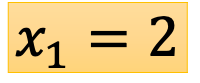 x₁ = 2